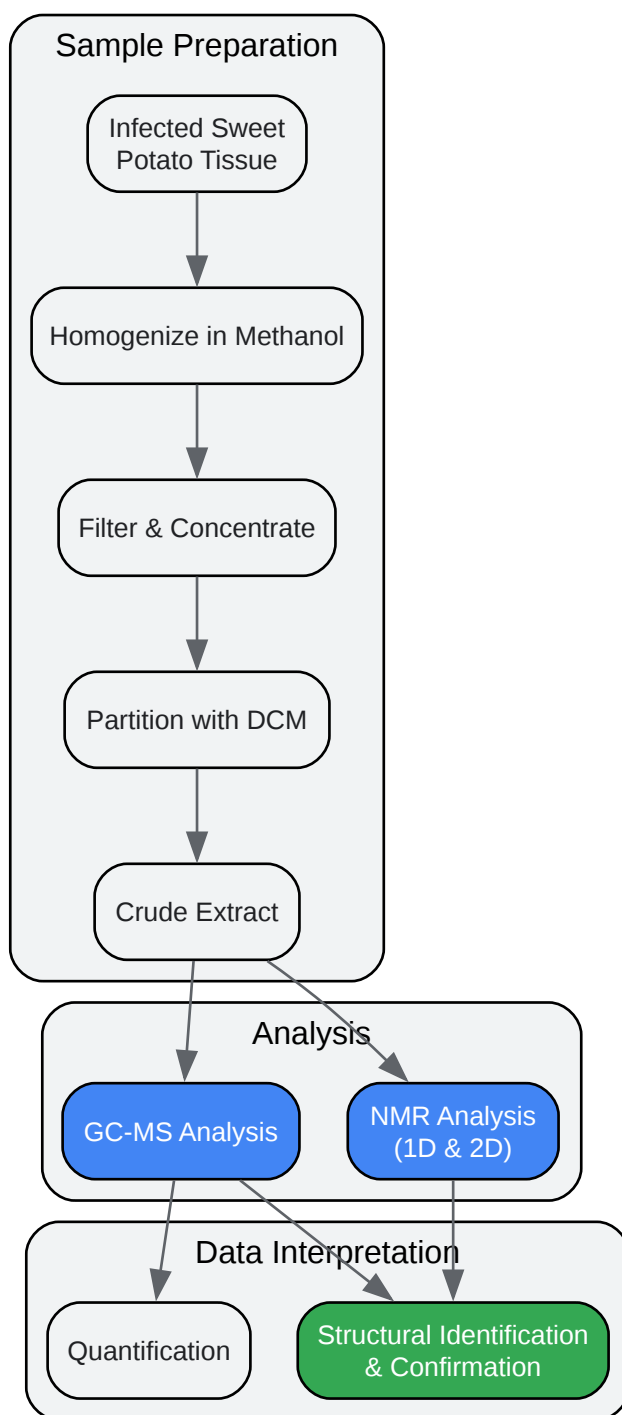 Sample Preparation
Infected Sweet
Potato Tissue
Homogenize in Methanol
Filter & Concentrate
Partition with DCM
Crude Extract
Analysis
GC-MS Analysis
NMR Analysis
(1D & 2D)
Data Interpretation
Quantification
Structural Identification
& Confirmation